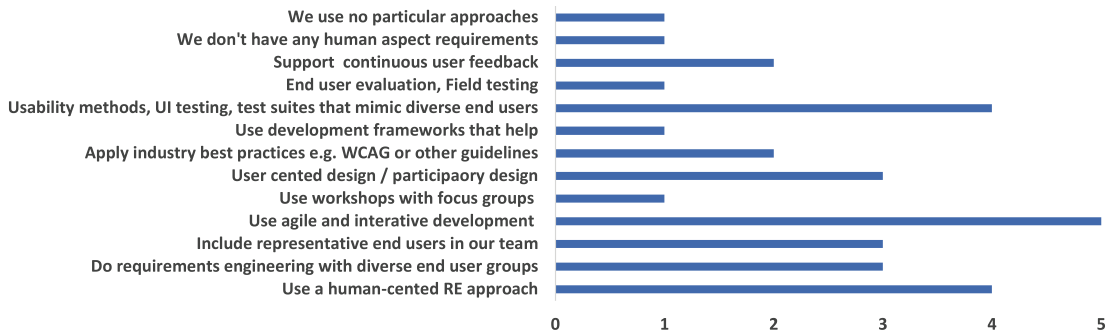 We use no particular approaches
We don't have any human aspect requirements
Support  continuous user feedback
End user evaluation, Field testing
Usability methods, UI testing, test suites that mimic diverse end users
Use development frameworks that help
Apply industry best practices e.g. WCAG or other guidelines
User cented design / participaory design
Use workshops with focus groups
Use agile and interative development
Include representative end users in our team
Do requirements engineering with diverse end user groups
Use a human-cented RE approach
0 1 2 3 4 5